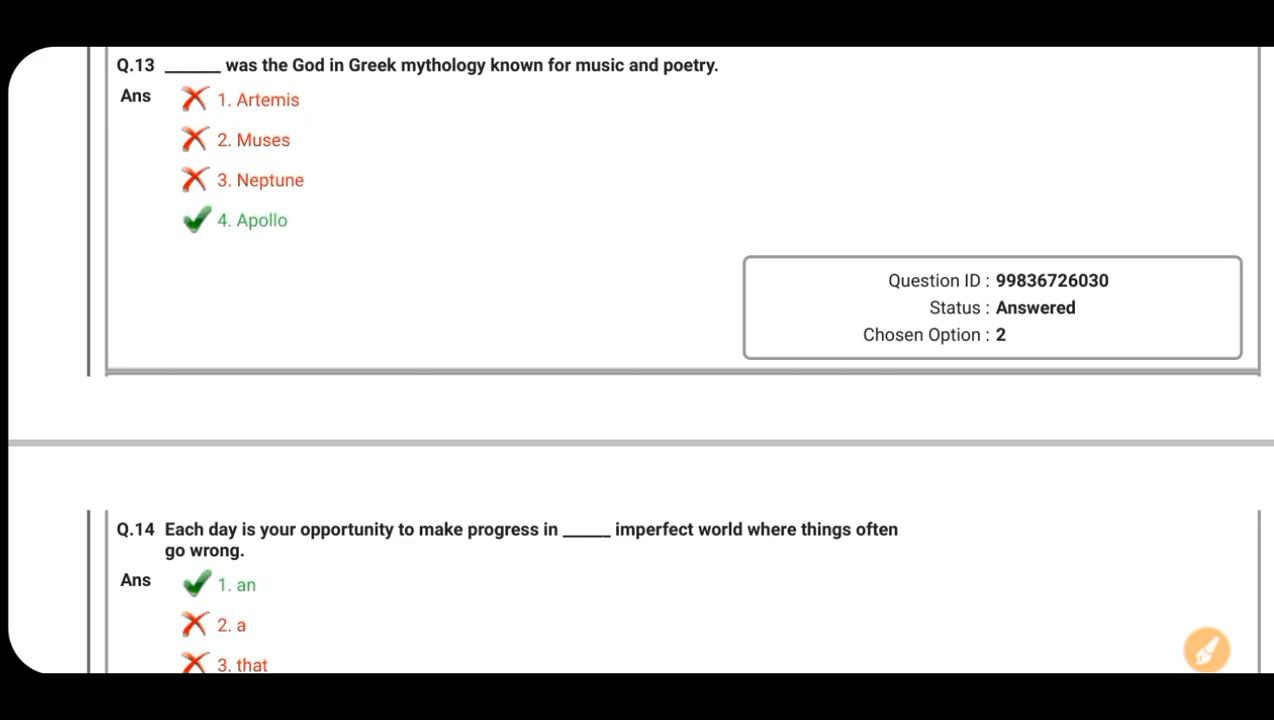 Q.13 ______ was the God in Greek mythology known for music and poetry.
Ans 1. Artemis
2. Muses
3. Neptune
4. Apollo
Question ID : 99836726030
Status : Answered
Chosen Option : 2
Q.14 Each day is your opportunity to make progress in _____ imperfect world where things often
go wrong.
Ans 1. an
2. a
3. that